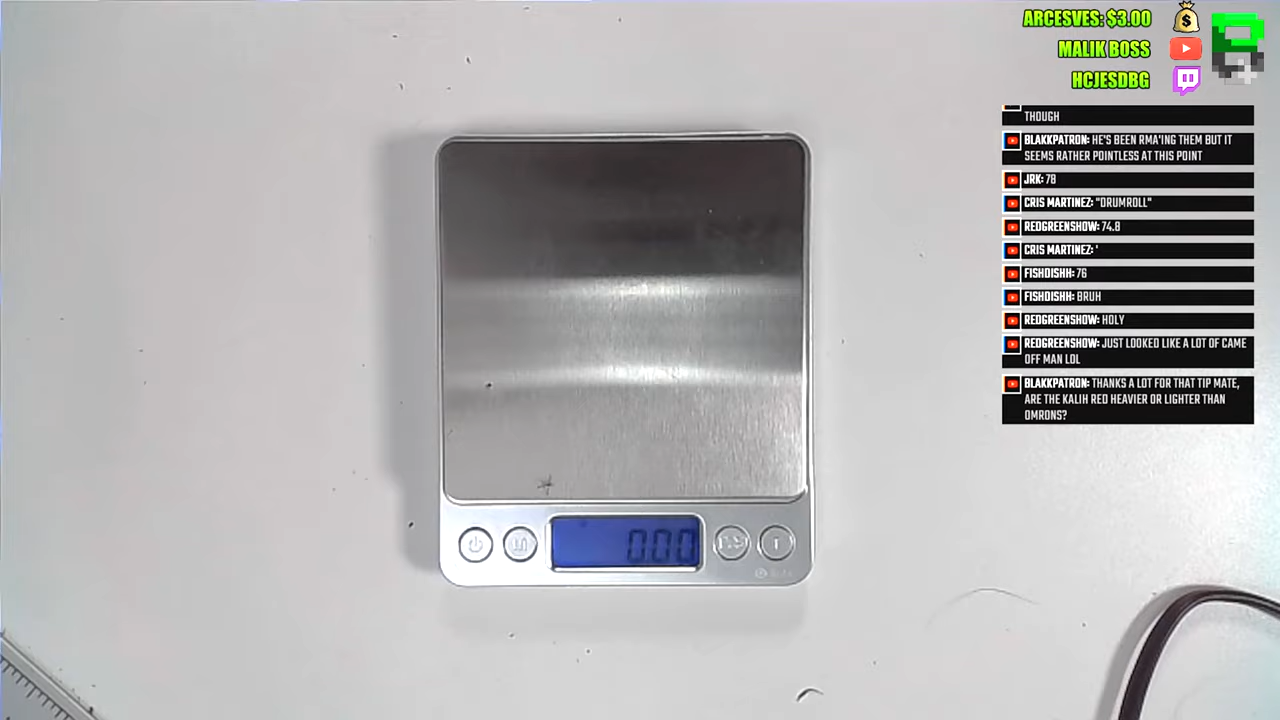 ARCESVES: $3.00
MALIK BOSS
HCJESDBG
THOUGH
BLAKKPATRON: HE'S BEEN RMA'ING THEM BUT IT
SEEMS RATHER POINTLESS AT THIS POINT
JRK: 78
CRIS MARTINEZ: "DRUMROLL"
REDGREENSHOW: 74.8
CRIS MARTINEZ: '
FISHDISHH: 76
FISHDISHH: BRUH
REDGREENSHOW: HOLY
REDGREENSHOW: JUST LOOKED LIKE A LOT OF CAME
OFF MAN LOL
BLAKKPATRON: THANKS A LOT FOR THAT TIP MATE,
ARE THE KALIH RED HEAVIER OR LIGHTER THAN
OMRONS?
0.00